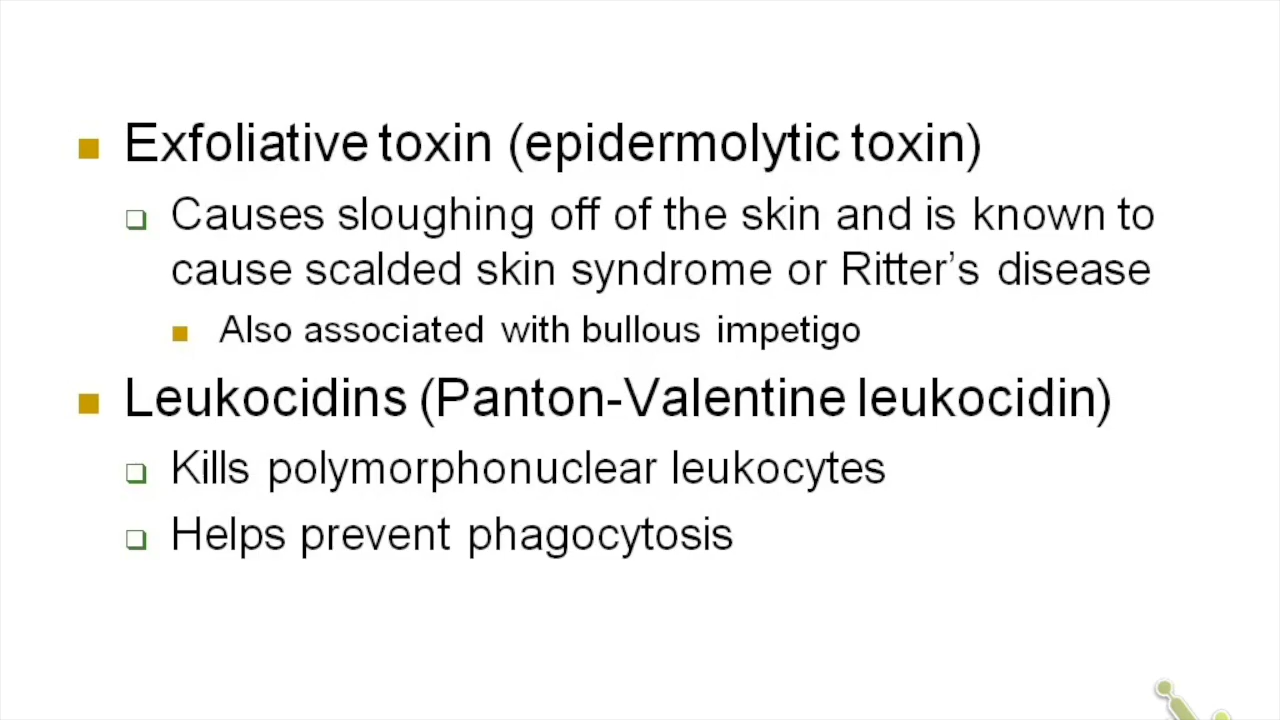 Exfoliative toxin (epidermolytic toxin)
Causes sloughing off of the skin and is known to
cause scalded skin syndrome or Ritter’s disease
Also associated with bullous impetigo
Leukocidins (Panton-Valentine leukocidin)
Kills polymorphonuclear leukocytes
Helps prevent phagocytosis